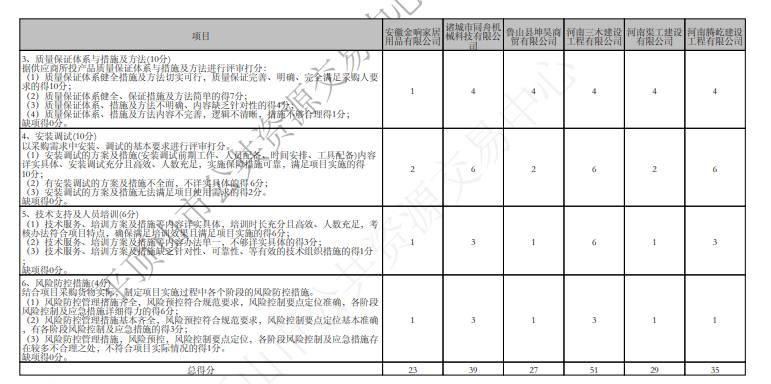 项目
安徽金响家居用品有限公司
诸城市同舟机械科技有限公司
鲁山县坤昊商贸有限公司
河南三木建设工程有限公司
河南渠工建设有限公司
河南腾屹建设工程有限公司
3、质量保证体系与措施及方法(10分)
据供应商所投产品质量保证体系与措施及方法进行评审打分:
(1) 质量保证体系健全措施及方法切实可行，质量保证完善、明确、完全满足采购人要
求的得10分;
(2) 质量保证体系健全、保证措施及方法简单的得7分;
(3) 质量保证体系、措施及方法不明确、内容缺乏针对性的得4分;
(4) 质量保证体系、措施及方法内容不完善，逻辑不清晰，措施不够合理得1分;
缺项得0分。
1 4 4 4 4 4
4、安装调试(10分)
以采购需求中安装、调试的基本要求进行评审打分。
(1) 安装调试的方案及措施(安装调试前期工作、人员配备、时间安排、工具配备)内容
详实具体、安装调试充分且高效、人数充足，实施保障措施可靠，满足项目实施的得
10分;
(2) 有安装调试的方案及措施不全面，不详实具体的得 6分;
(3) 安装调试的方案及措施无法满足项目使用需求的得2分。
缺项得0分。
2 6 2 6 2 6
5、技术支持及人员培训(6分)
(1) 技术服务、培训方案及措施等内容详实具体，培训时长充分且高效、人数充足，考
核办法符合项目特点，确保满足培训效果且满足项目实施的得6分;
(2) 技术服务、培训方案及措施等内容办法单一，不够详实具体的得3分;
(3) 技术服务、培训方案及措施缺乏针对性、可靠性、等有效的技术组织措施的得1分
;
缺项得0分。
1 3 1 6 1 3
6、风险防控措施(4分)
结合项目采购货物实际，制定项目实施过程中各个阶段的风险防控措施。
(1) 风险防控管理措施齐全，风险预控符合规范要求，风险控制要点定位准确，各阶段
风险控制及应急措施详细得力的得6分;
(2) 风险防控管理措施基本齐全，风险预控符合规范要求，风险控制要点定位基本准确
，有各阶段风险控制及应急措施的得3分;
(3) 风险防控管理措施，风险预控，风险控制要点定位，各阶段风险控制及应急措施存
在较多不合理之处，不符合项目实际情况的得1分。
缺项得0分。
1 3 1 3 1 1
总得分 23 39 27 51 29 35
平顶山市公共资源交易中心
山市公共资源交易中心